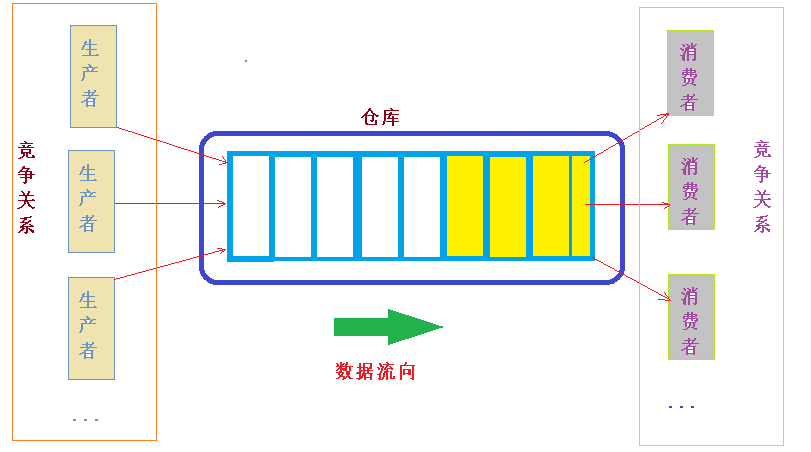 竞争关系
生产者
生产者
生产者
...
仓库
数据流向
消费者
消费者
消费者
...
竞争关系